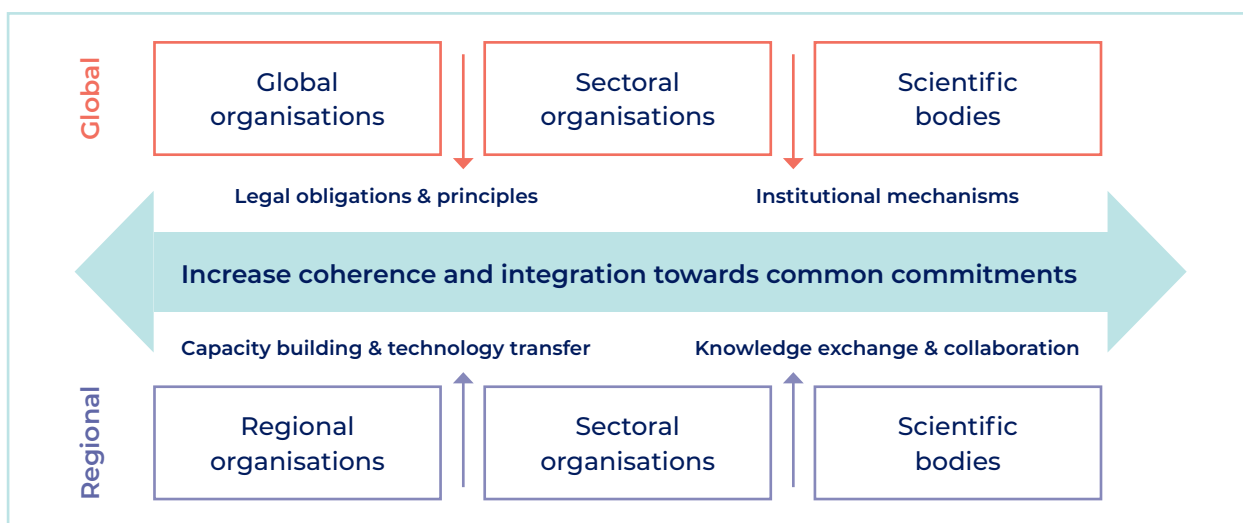 Global
Global
organisations
Sectoral
organisations
Scientific
bodies
Legal obligations & principles
Institutional mechanisms
Increase coherence and integration towards common commitments
Capacity building & technology transfer
Knowledge exchange & collaboration
Regional
Regional
organisations
Sectoral
organisations
Scientific
bodies